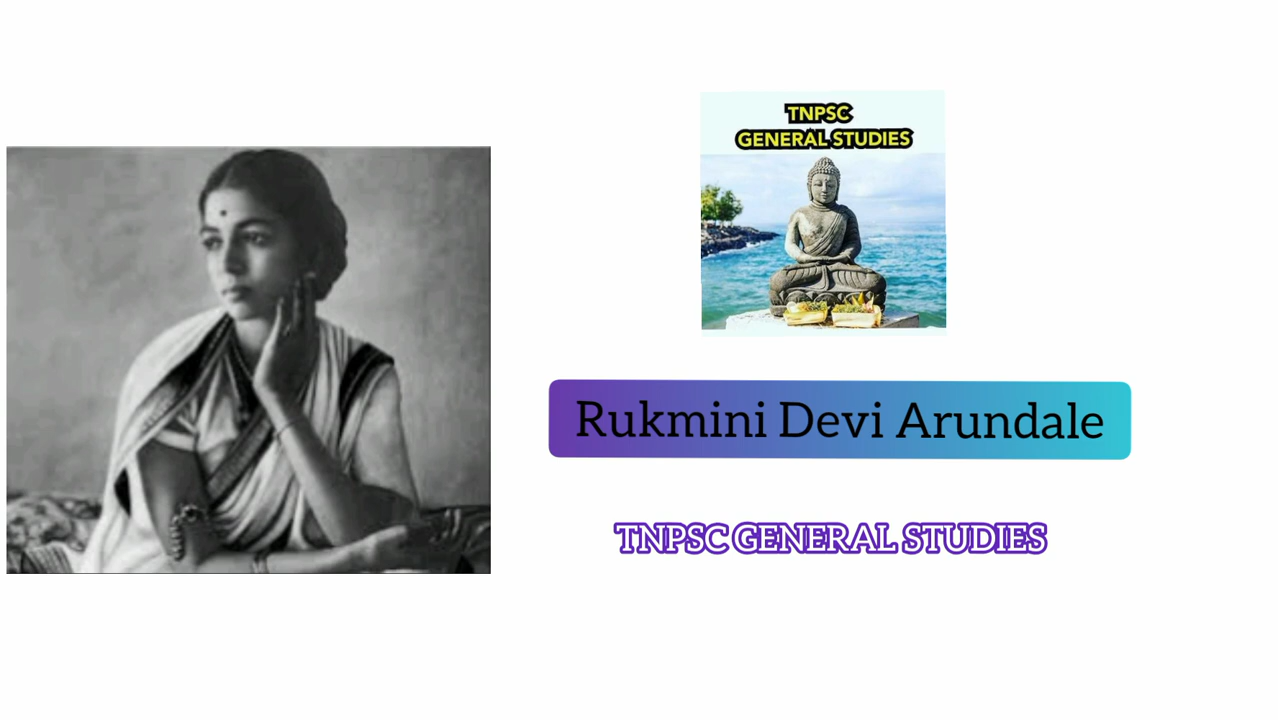 TNPSC
GENERAL STUDIES
Rukmini Devi Arundale
TNPSC GENERAL STUDIES